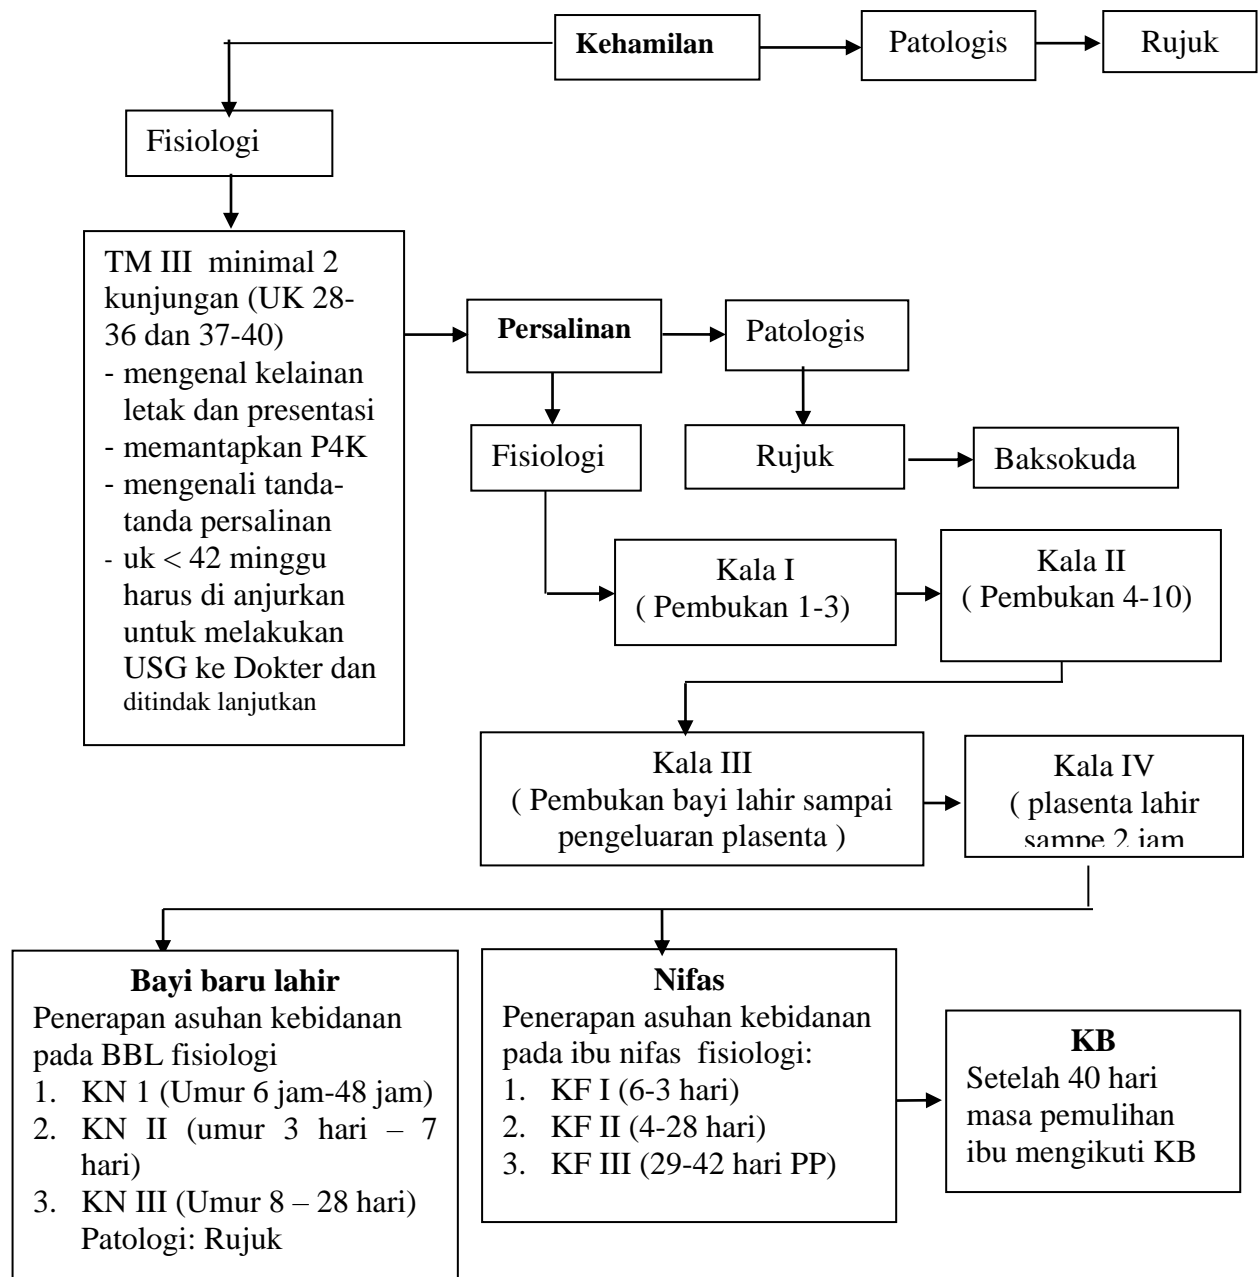 Kehamilan
Patologis
Rujuk
Fisiologi
TM III minimal 2
kunjungan (UK 28-
36 dan 37-40)
- mengenal kelainan
letak dan presentasi
- memantapkan P4K
- mengenali tanda-
tanda persalinan
- uk < 42 minggu
harus di anjurkan
untuk melakukan
USG ke Dokter dan
ditindak lanjutkan
Persalinan
Patologis
Fisiologi
Rujuk
Baksokuda
Kala I
( Pembukan 1-3)
Kala II
( Pembukan 4-10)
Kala III
( Pembukan bayi lahir sampai
pengeluaran plasenta )
Kala IV
( plasenta lahir
sampe 2 jam
Bayi baru lahir
Penerapan asuhan kebidanan
pada BBL fisiologi
1. KN 1 (Umur 6 jam-48 jam)
2. KN II (umur 3 hari – 7
hari)
3. KN III (Umur 8 – 28 hari)
Patologi: Rujuk
Nifas
Penerapan asuhan kebidanan
pada ibu nifas fisiologi:
1. KF I (6-3 hari)
2. KF II (4-28 hari)
3. KF III (29-42 hari PP)
KB
Setelah 40 hari
masa pemulihan
ibu mengikuti KB